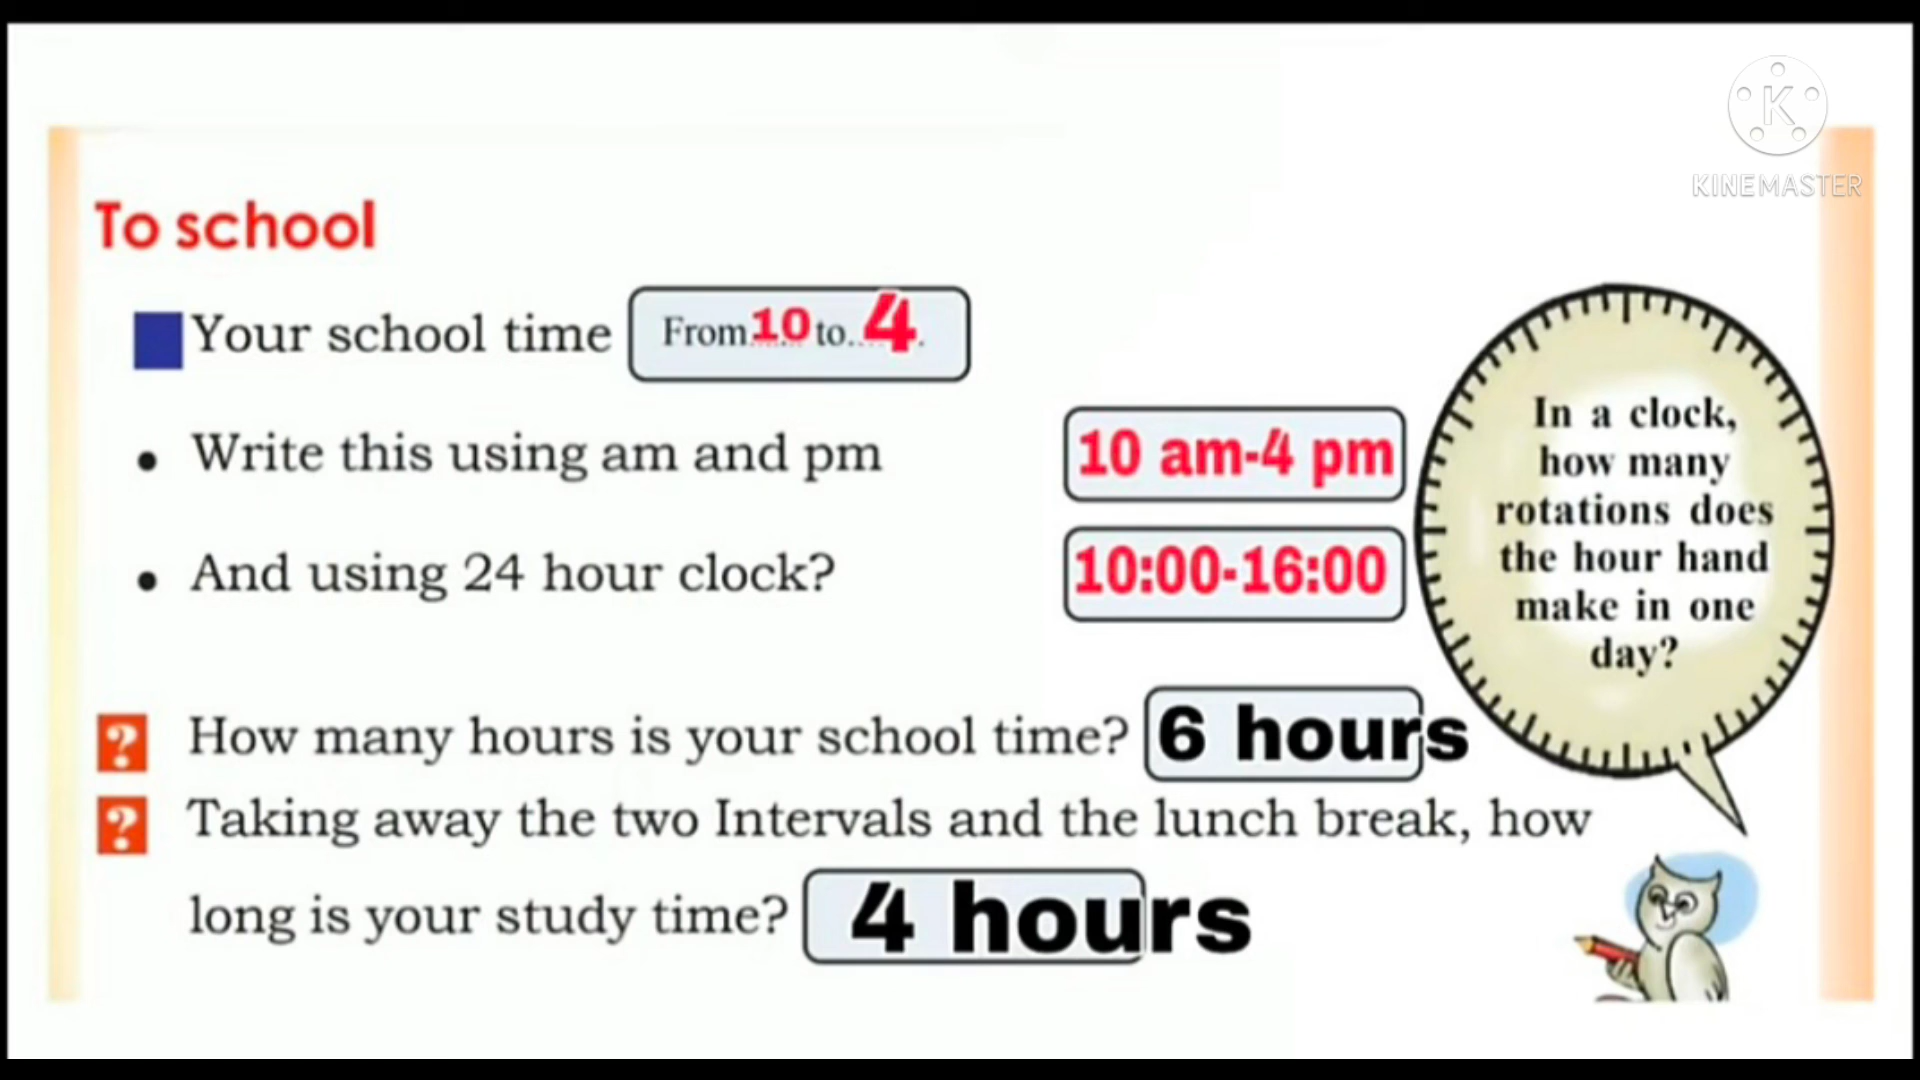 KINEMASTER
To school
Your school time From 10 to 4
Write this using am and pm 10 am-4 pm
And using 24 hour clock? 10:00-16:00
In a clock,
how many
rotations does
the hour hand
make in one
day?
? How many hours is your school time? 6 hours
? Taking away the two Intervals and the lunch break, how
long is your study time? 4 hours